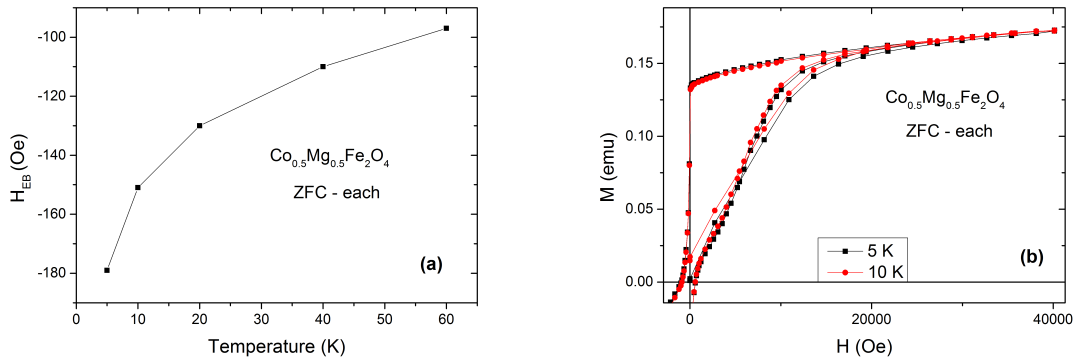 -100
-120
-140
-160
-180
0
10
20
30
40
50
60
H_EB (Oe)
Temperature (K)
Co0.5Mg0.5Fe2O4
ZFC - each
(a)
0.15
0.10
0.05
0.00
0
20000
40000
M (emu)
H (Oe)
Co0.5Mg0.5Fe2O4
ZFC - each
5 K
10 K
(b)